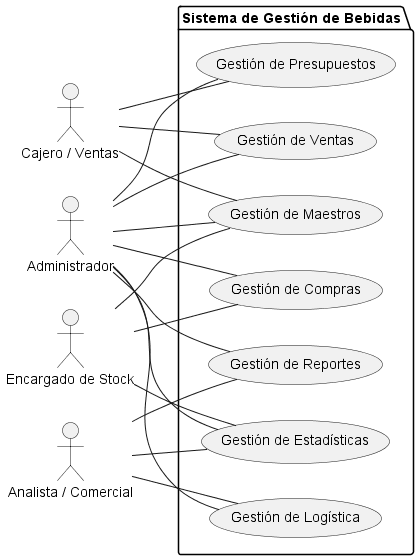 Sistema de Gestión de Bebidas
Gestión de Presupuestos
Cajero / Ventas
Gestión de Ventas
Gestión de Maestros
Administrador
Gestión de Compras
Encargado de Stock
Gestión de Reportes
Gestión de Estadísticas
Analista / Comercial
Gestión de Logística